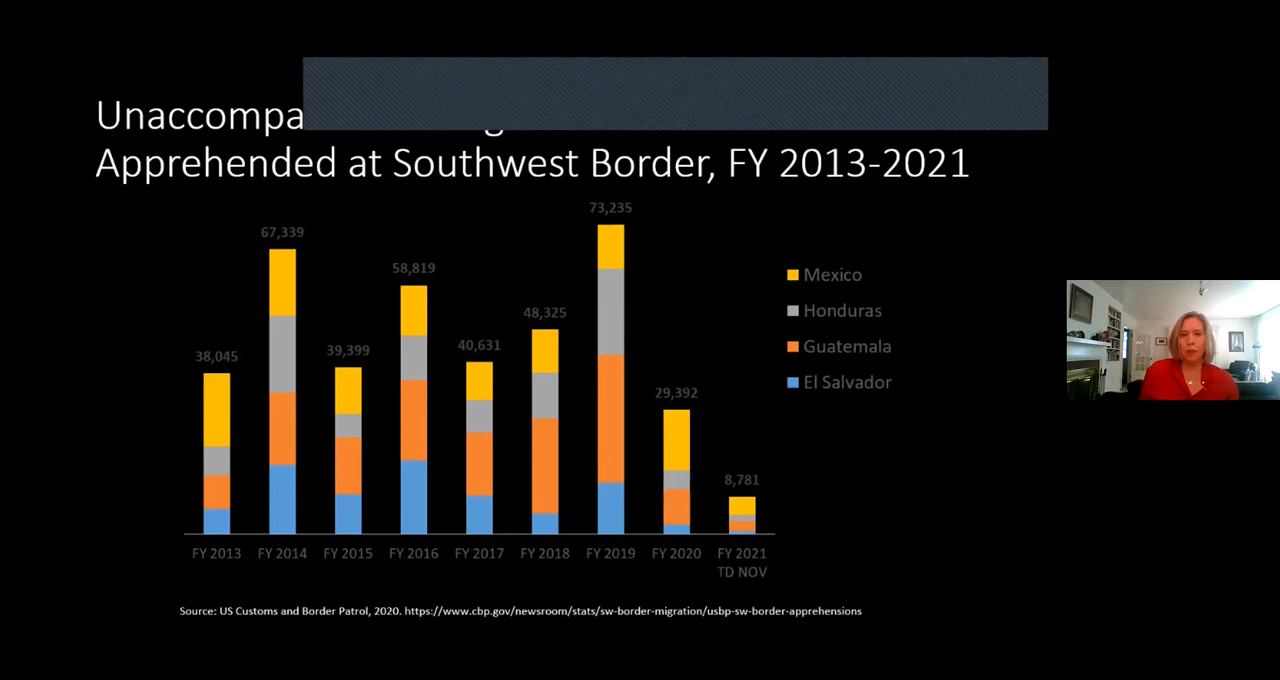 Unaccompa
Apprehended at Southwest Border, FY 2013-2021
73,235
67,339
58,819
48,325
40,631
39,399
38,045
29,392
8,781
Mexico
Honduras
Guatemala
El Salvador
FY 2013 FY 2014 FY 2015 FY 2016 FY 2017 FY 2018 FY 2019 FY 2020 FY 2021
TD NOV
Source: US Customs and Border Patrol, 2020. https://www.cbp.gov/newsroom/stats/sw-border-migration/usbp-sw-border-apprehensions